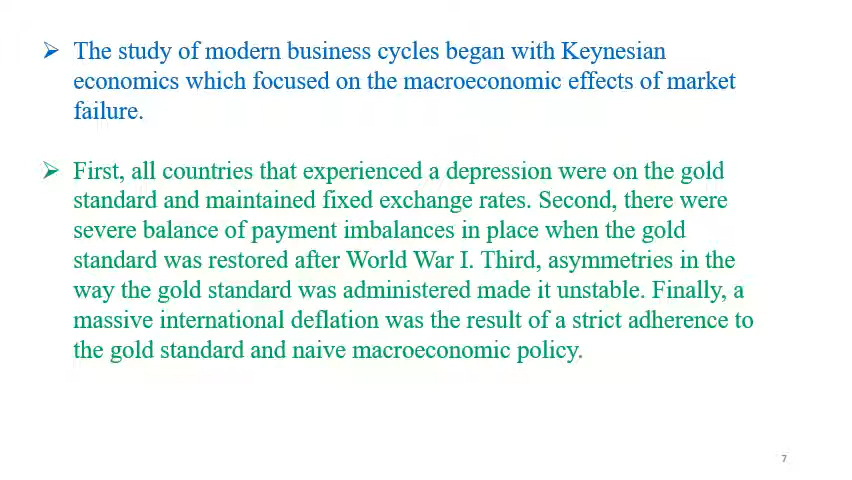 ➢ The study of modern business cycles began with Keynesian
economics which focused on the macroeconomic effects of market
failure.
➢ First, all countries that experienced a depression were on the gold
standard and maintained fixed exchange rates. Second, there were
severe balance of payment imbalances in place when the gold
standard was restored after World War I. Third, asymmetries in the
way the gold standard was administered made it unstable. Finally, a
massive international deflation was the result of a strict adherence to
the gold standard and naive macroeconomic policy.
7